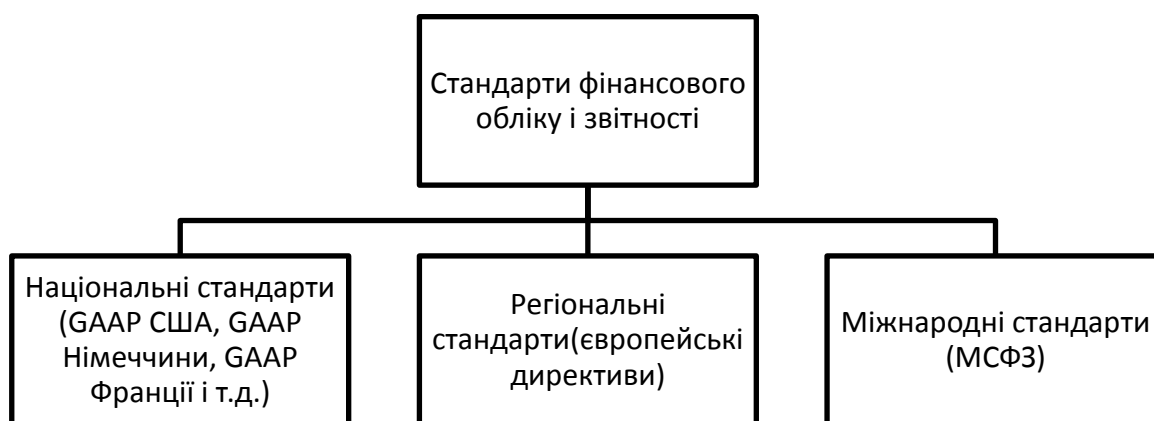 Стандарти фінансового
обліку і звітності
Національні стандарти
(GAAP США, GAAP
Німеччини, GAAP
Франції і т.д.)
Регіональні
стандарти(європейські
директиви)
Міжнародні стандарти
(МСФЗ)